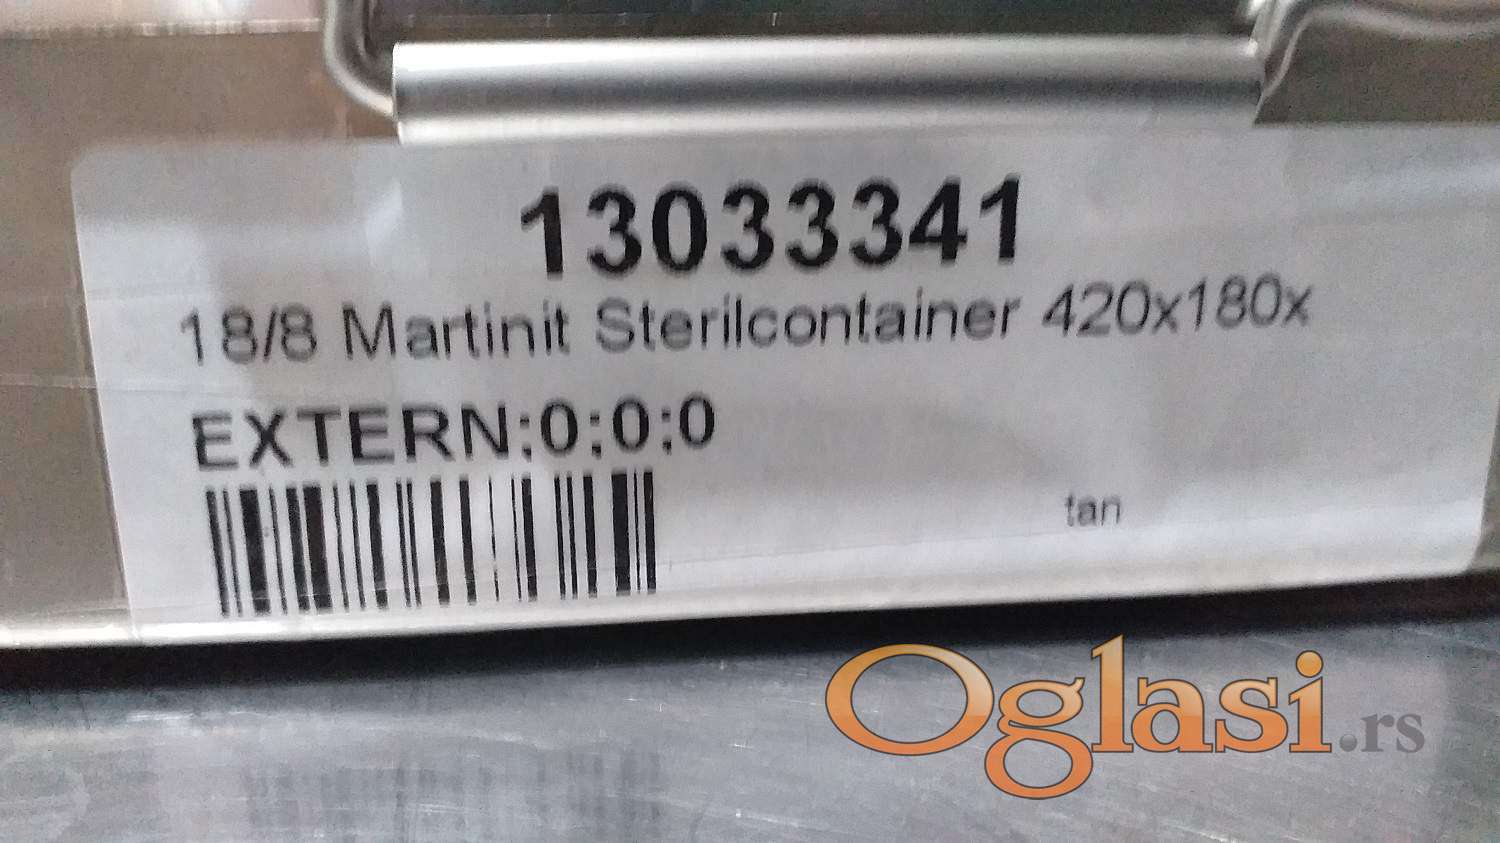 13033341
18/8 Martinit Sterilcontainer 420x180x
EXTERN;0;0;0
tan
Oglasi.rs